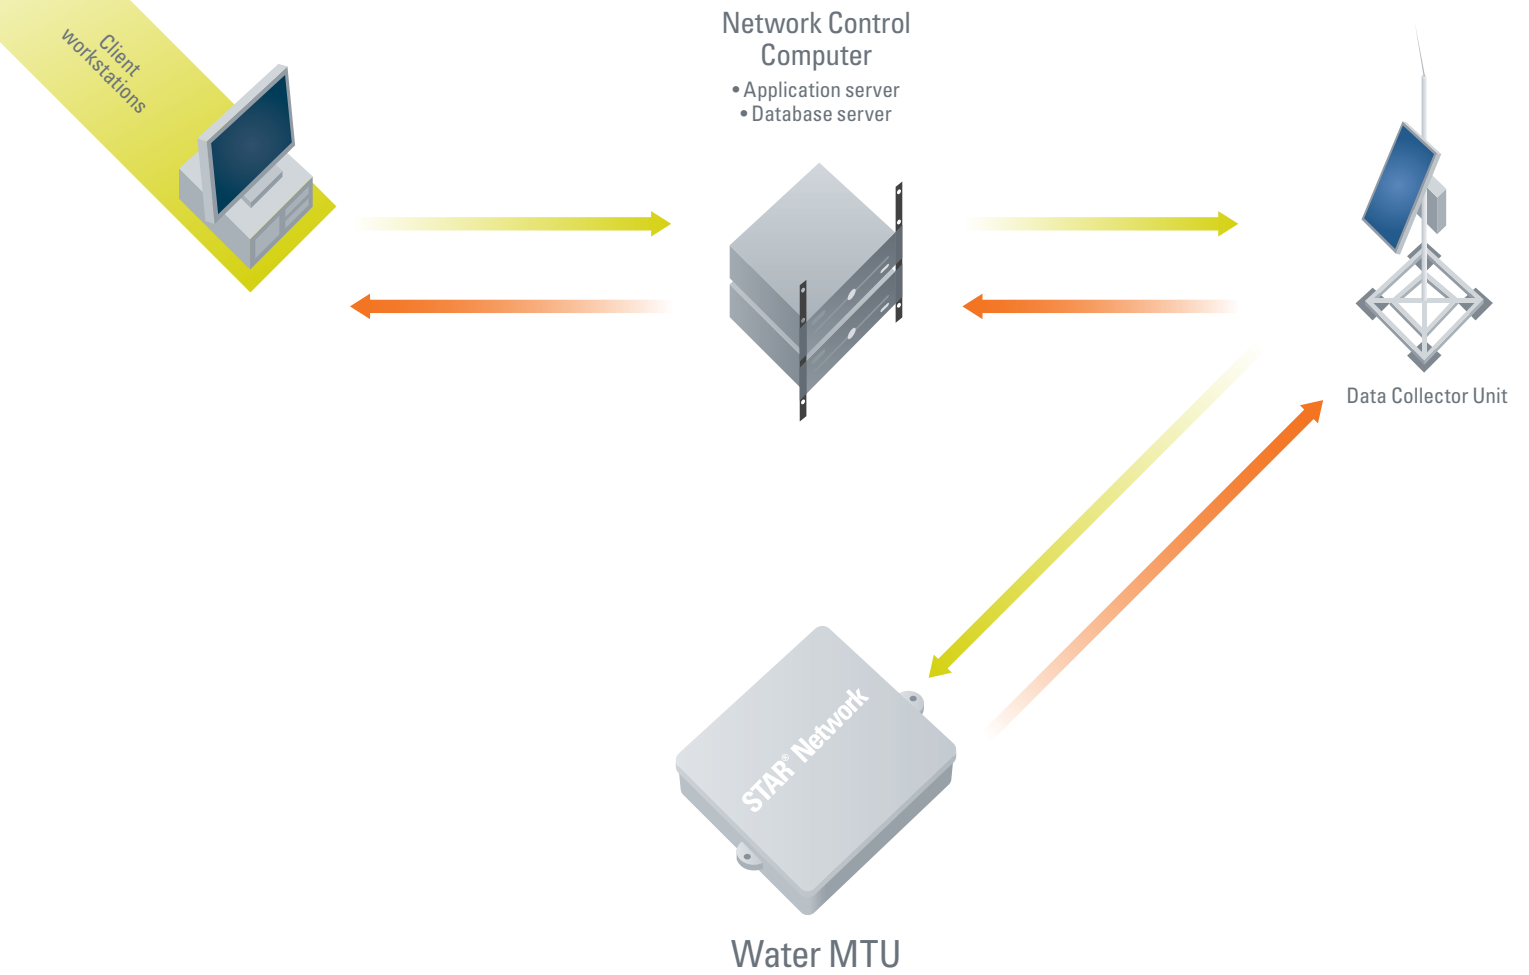 Client
workstations
Network Control
Computer
• Application server
• Database server
Data Collector Unit
STAR® Network
Water MTU